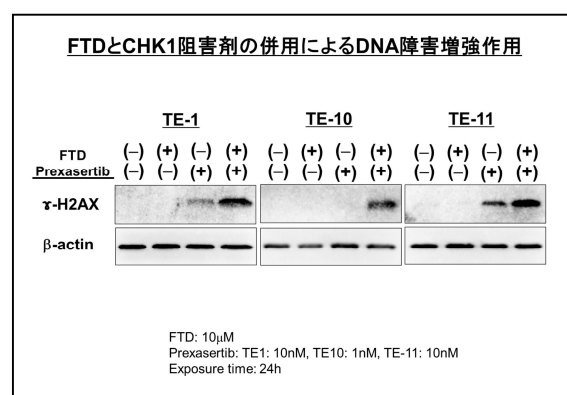 FTDとCHK1阻害剤の併用によるDNA障害増強作用
TE-1 TE-10 TE-11
FTD (−) (+) (−) (+) (−) (+) (−) (+) (−) (+) (−) (+)
Prexasertib (−) (−) (+) (+) (−) (−) (+) (+) (−) (−) (+) (+)
ɤ-H2AX
β-actin
FTD: 10μM
Prexasertib: TE1: 10nM, TE10: 1nM, TE-11: 10nM
Exposure time: 24h